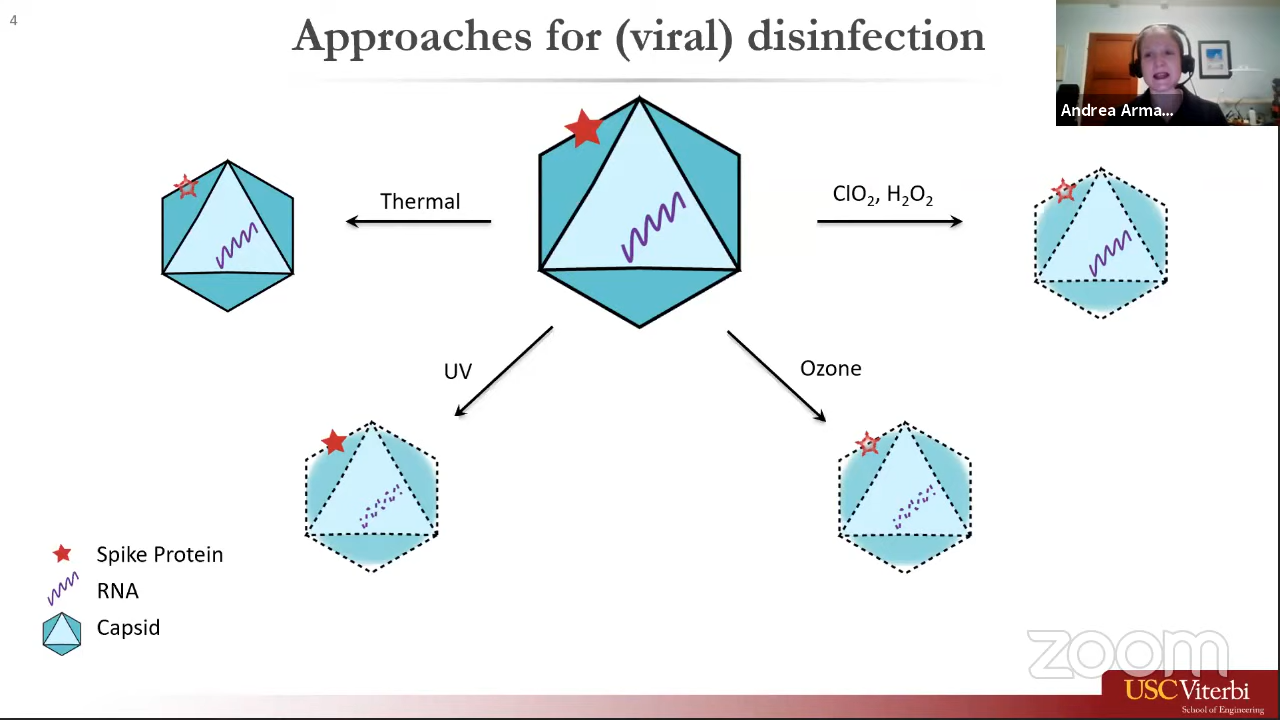 4
Approaches for (viral) disinfection
Andrea Arma...
Thermal
ClO₂, H₂O₂
UV
Ozone
Spike Protein
RNA
Capsid
zoom
USC Viterbi
School of Engineering